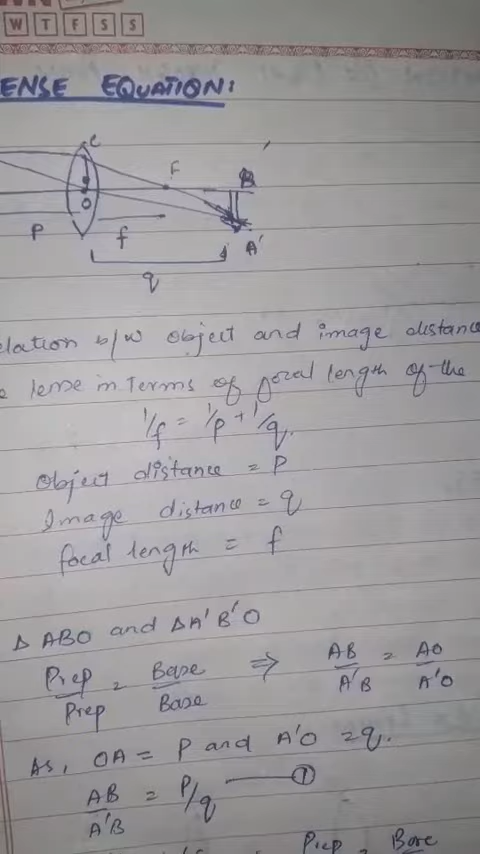 W T F S S
ENSE EQUATION:
C
F
B
O
P
f
A'
q
elation b/w object and image distance
e lense in terms of focal length of the
1/f = 1/p + 1/q.
Object distance = P
Image distance = q
focal length = f
Δ ABO and ΔA'B'O
Prep/Prep = Base/Base ⇒ AB/A'B = AO/A'O
As, OA = P and A'O = q.
AB/A'B = P/q —— ①
Prep = Base